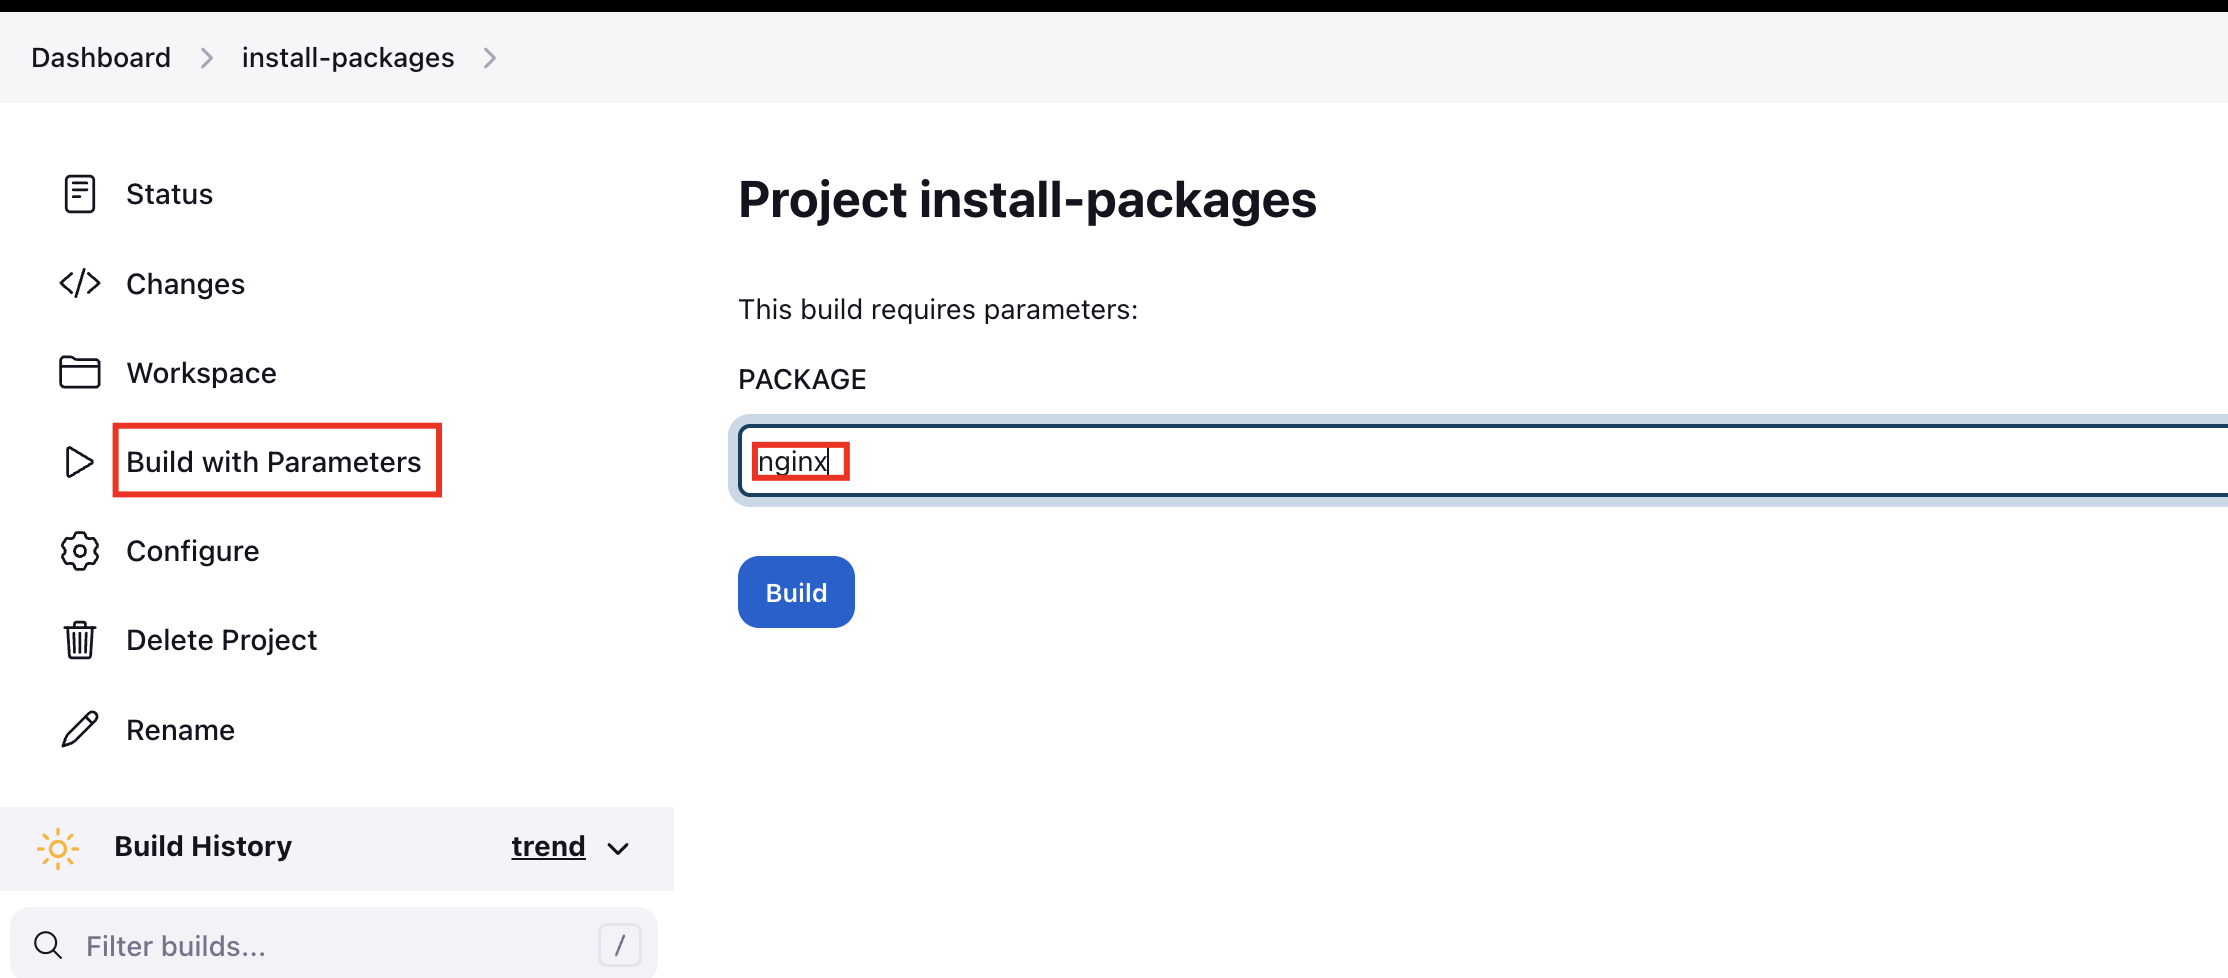 Dashboard > install-packages >
Status
Changes
Workspace
Build with Parameters
Configure
Delete Project
Rename
Build History trend
Filter builds... /
Project install-packages
This build requires parameters:
PACKAGE
nginx
Build